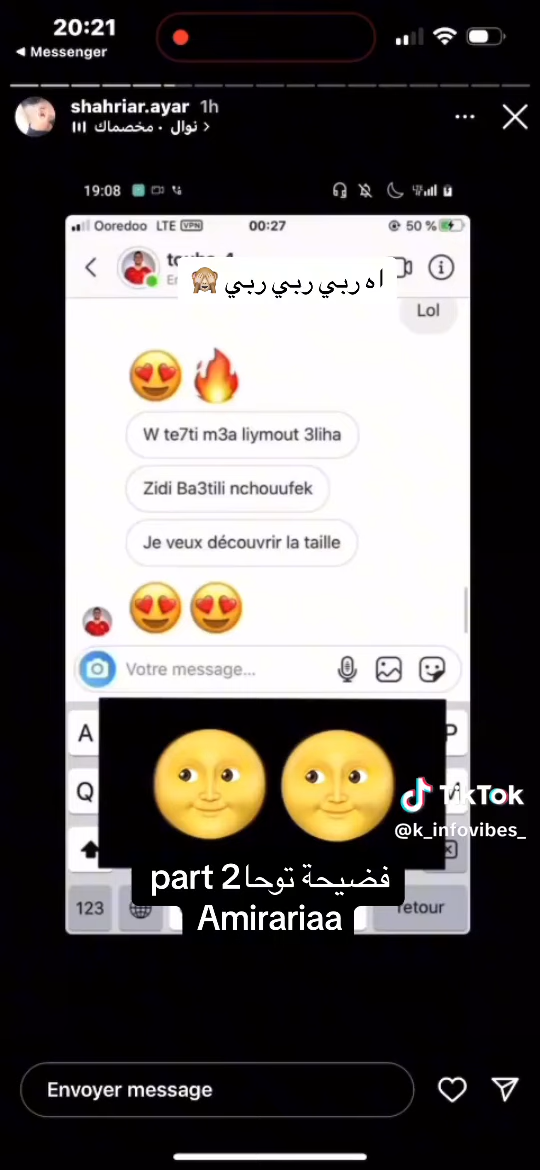 20:21
Messenger
shahriar.ayar 1h
نوال · مخصماك
19:08
Ooredoo LTE VPN 00:27 50 %
اه ربي ربي ربي
Lol
W te7ti m3a liymout 3liha
Zidi Ba3tili nchouufek
Je veux découvrir la taille
Votre message...
A P
Q
TikTok
@k_infovibes_
فضيحة توحا part 2
Amirariaa
123 retour
Envoyer message